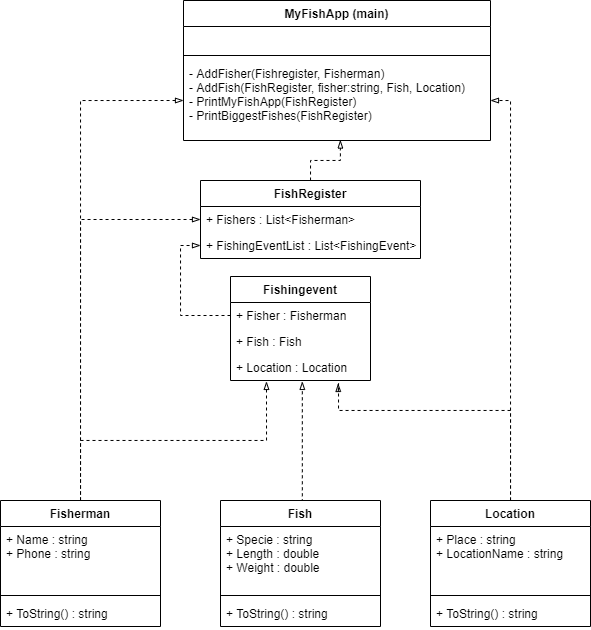 MyFishApp (main)
- AddFisher(Fishregister, Fisherman)
- AddFish(FishRegister, fisher:string, Fish, Location)
- PrintMyFishApp(FishRegister)
- PrintBiggestFishes(FishRegister)
FishRegister
+ Fishers : List<Fisherman>
+ FishingEventList : List<FishingEvent>
Fishingevent
+ Fisher : Fisherman
+ Fish : Fish
+ Location : Location
Fisherman
+ Name : string
+ Phone : string
+ ToString() : string
Fish
+ Specie : string
+ Length : double
+ Weight : double
+ ToString() : string
Location
+ Place : string
+ LocationName : string
+ ToString() : string